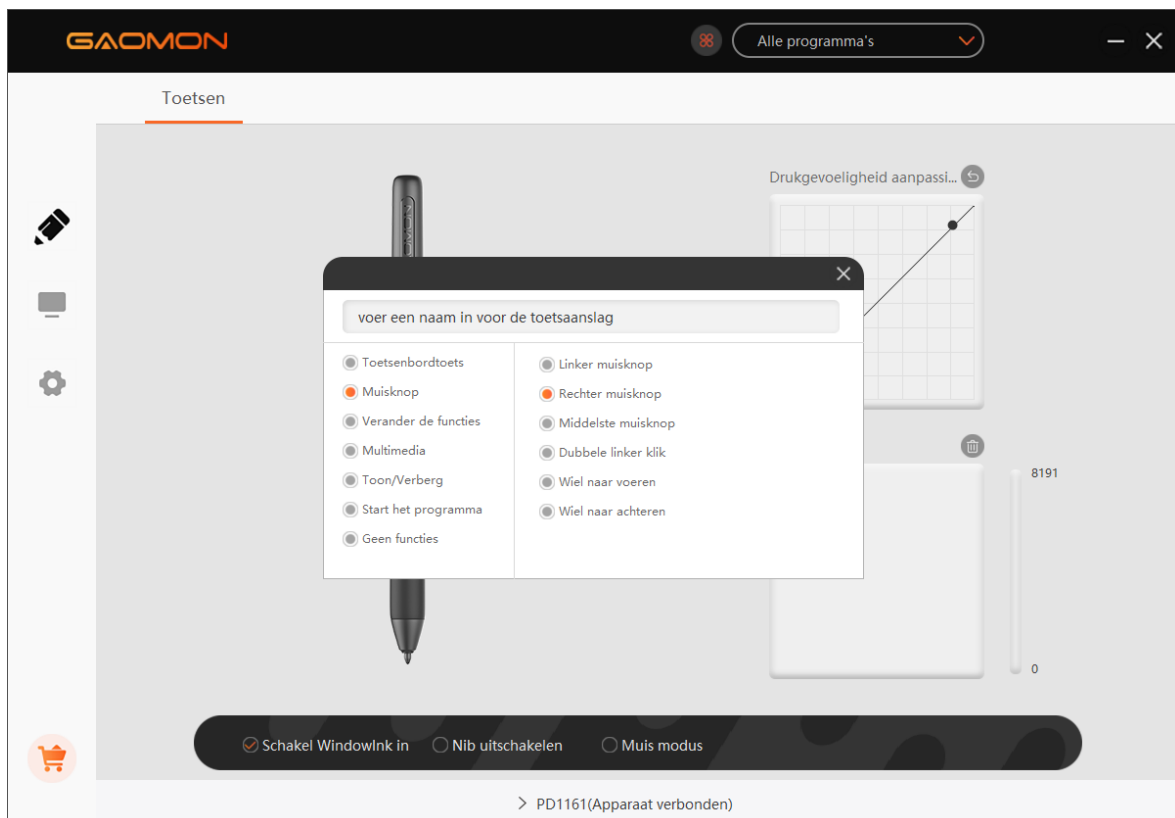 GAOMON
Alle programma's
Toetsen
Drukgevoeligheid aanpassi...
voer een naam in voor de toetsaanslag
Toetsenbordtoets
Muisknop
Verander de functies
Multimedia
Toon/Verberg
Start het programma
Geen functies
Linker muisknop
Rechter muisknop
Middelste muisknop
Dubbele linker klik
Wiel naar voeren
Wiel naar achteren
8191
0
Schakel WindowInk in
Nib uitschakelen
Muis modus
PD1161(Apparaat verbonden)